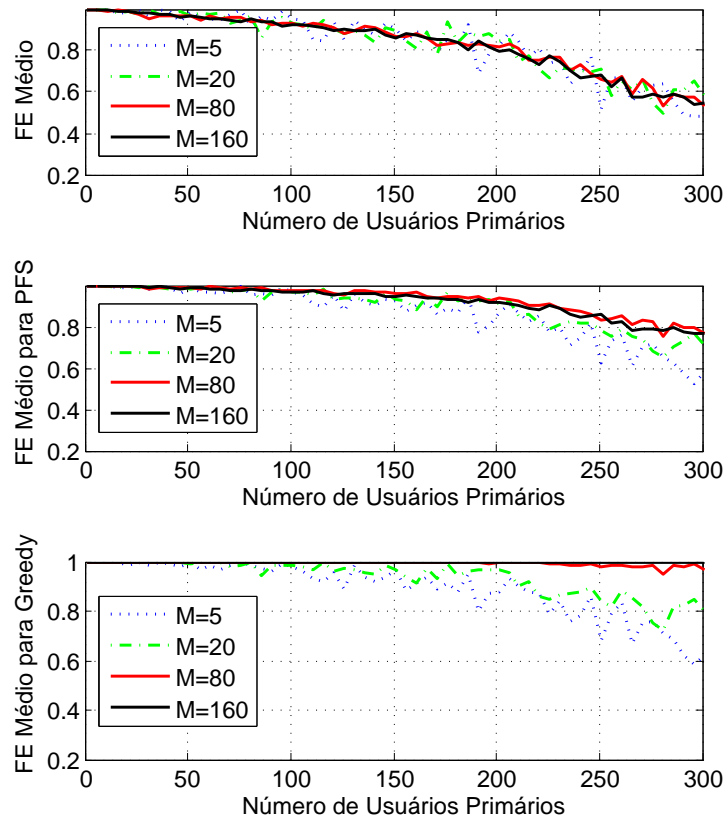 FE Médio
0.8
0.6
0.4
0.2
M=5
M=20
M=80
M=160
0 50 100 150 200 250 300
Número de Usuários Primários
FE Médio para PFS
0.8
0.6
0.4
0.2
M=5
M=20
M=80
M=160
0 50 100 150 200 250 300
Número de Usuários Primários
FE Médio para Greedy
1
0.8
0.6
0.4
0.2
M=5
M=20
M=80
M=160
0 50 100 150 200 250 300
Número de Usuários Primários